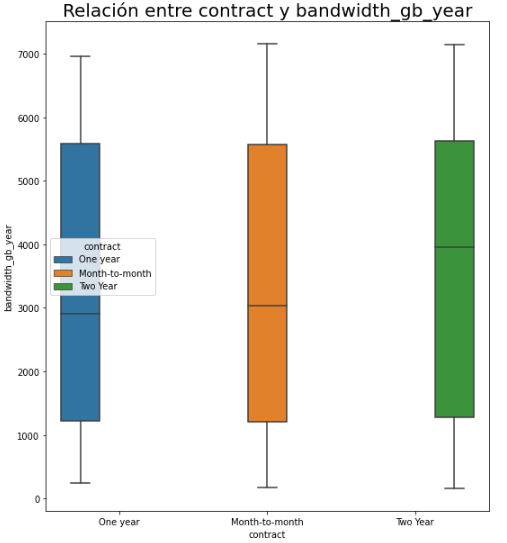 Relación entre contract y bandwidth_gb_year
7000
6000
5000
4000
3000
2000
1000
0
bandwidth_gb_year
contract
One year
Month-to-month
Two Year
One year
Month-to-month
Two Year
contract